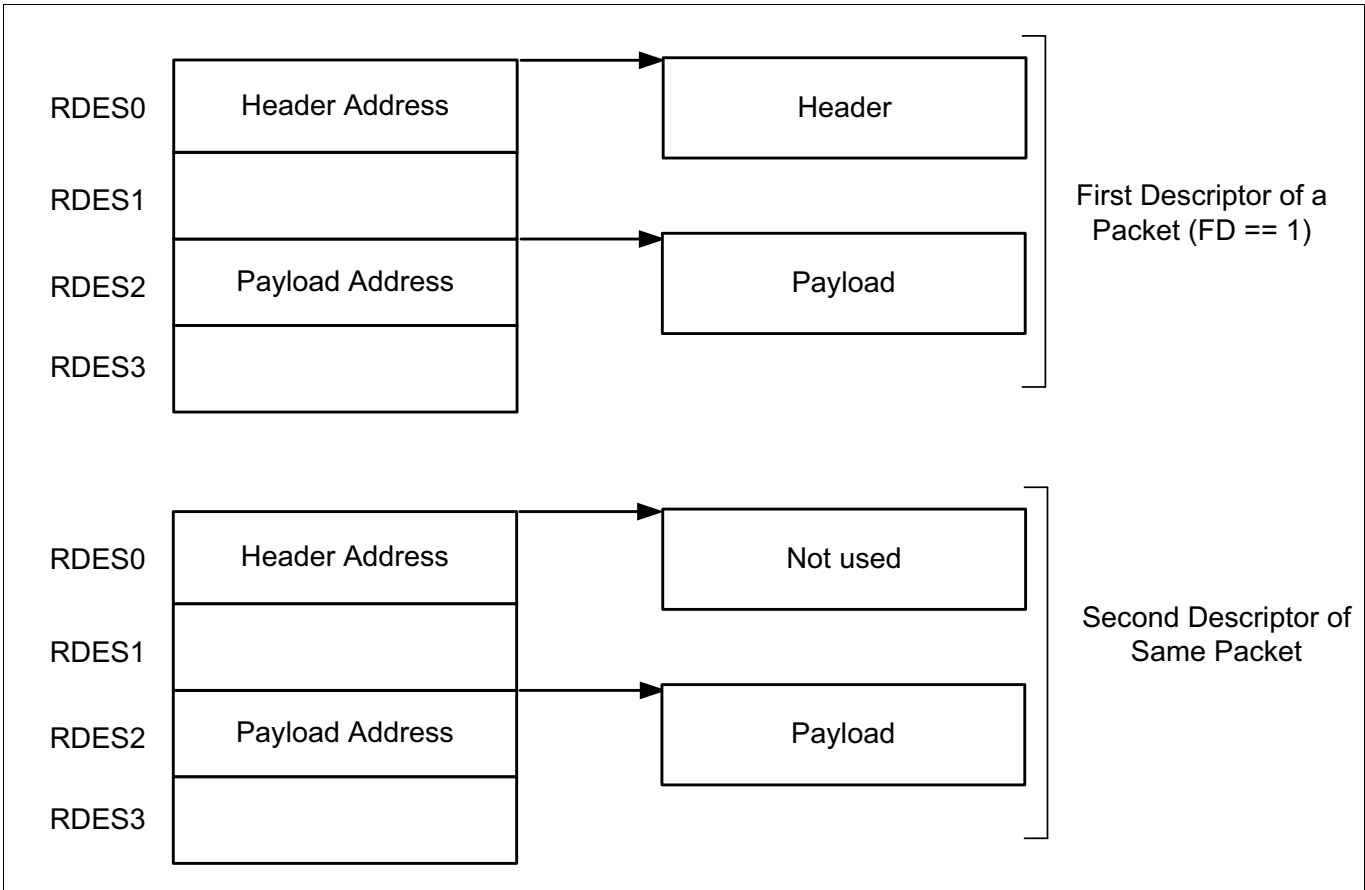 RDES0
Header Address
Header
RDES1
First Descriptor of a
Packet (FD == 1)
RDES2
Payload Address
Payload
RDES3
RDES0
Header Address
Not used
RDES1
Second Descriptor of
Same Packet
RDES2
Payload Address
Payload
RDES3